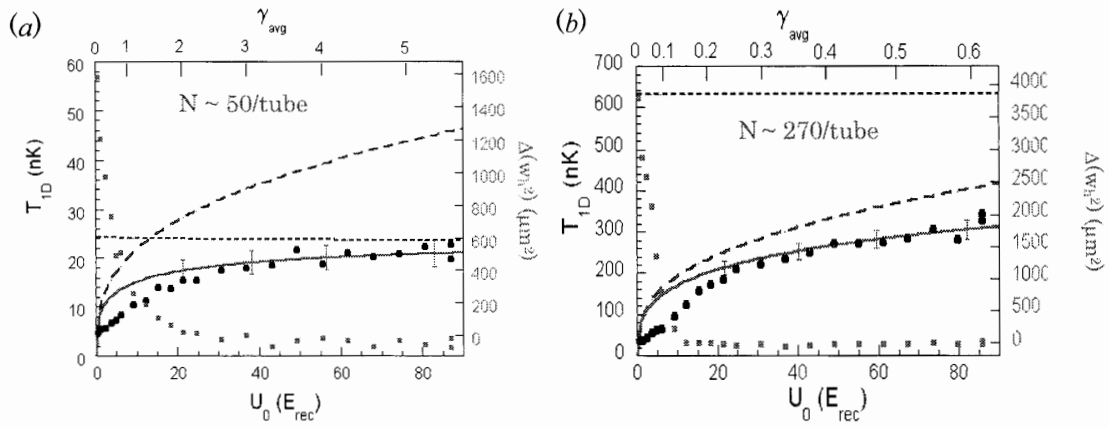 (a)
γavg
0 1 2 3 4 5
60
50
40
30
20
10
0
T1D (nK)
N ~ 50/tube
1600
1400
1200
1000
800
600
400
200
0
Δ(wh²) (μm²)
0 20 40 60 80
U0 (Erec)
(b)
γavg
0 0.1 0.2 0.3 0.4 0.5 0.6
700
600
500
400
300
200
100
0
T1D (nK)
N ~ 270/tube
4000
3500
3000
2500
2000
1500
1000
500
0
Δ(wh²) (μm²)
0 20 40 60 80
U0 (Erec)